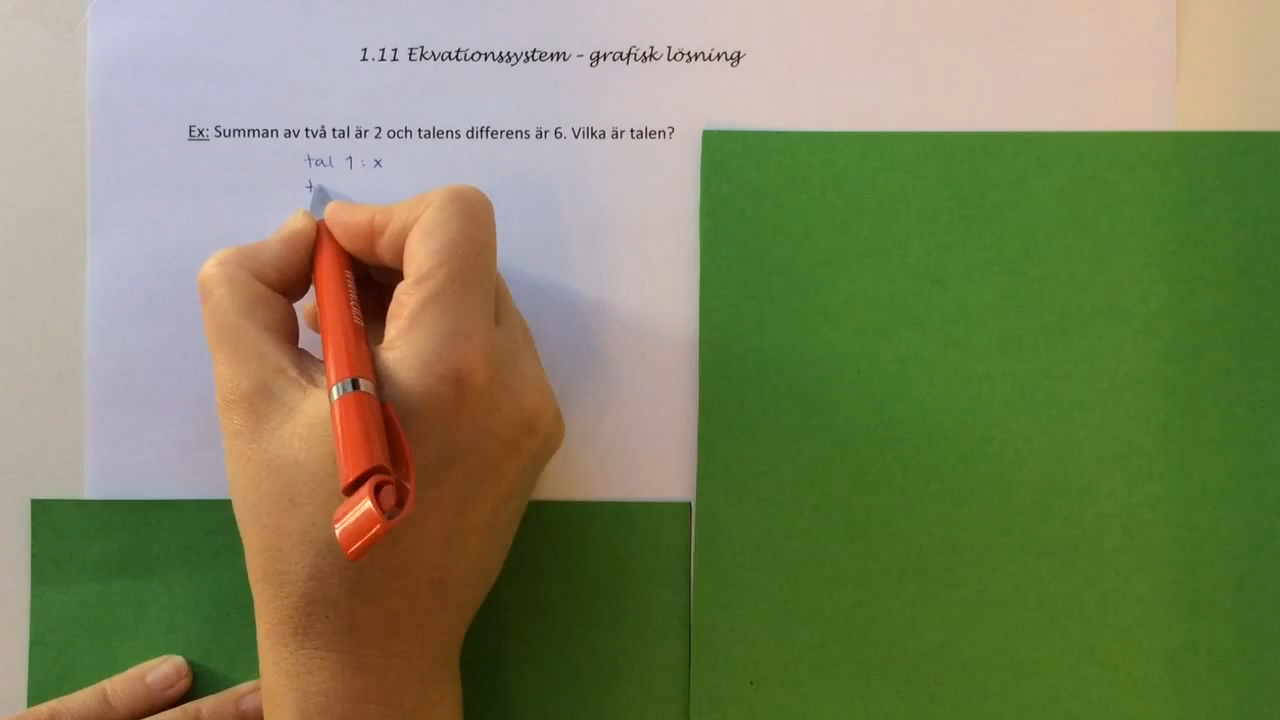 1.11 Ekvationssystem – grafisk lösning
Ex: Summan av två tal är 2 och talens differens är 6. Vilka är talen?
tal 1 : x
t